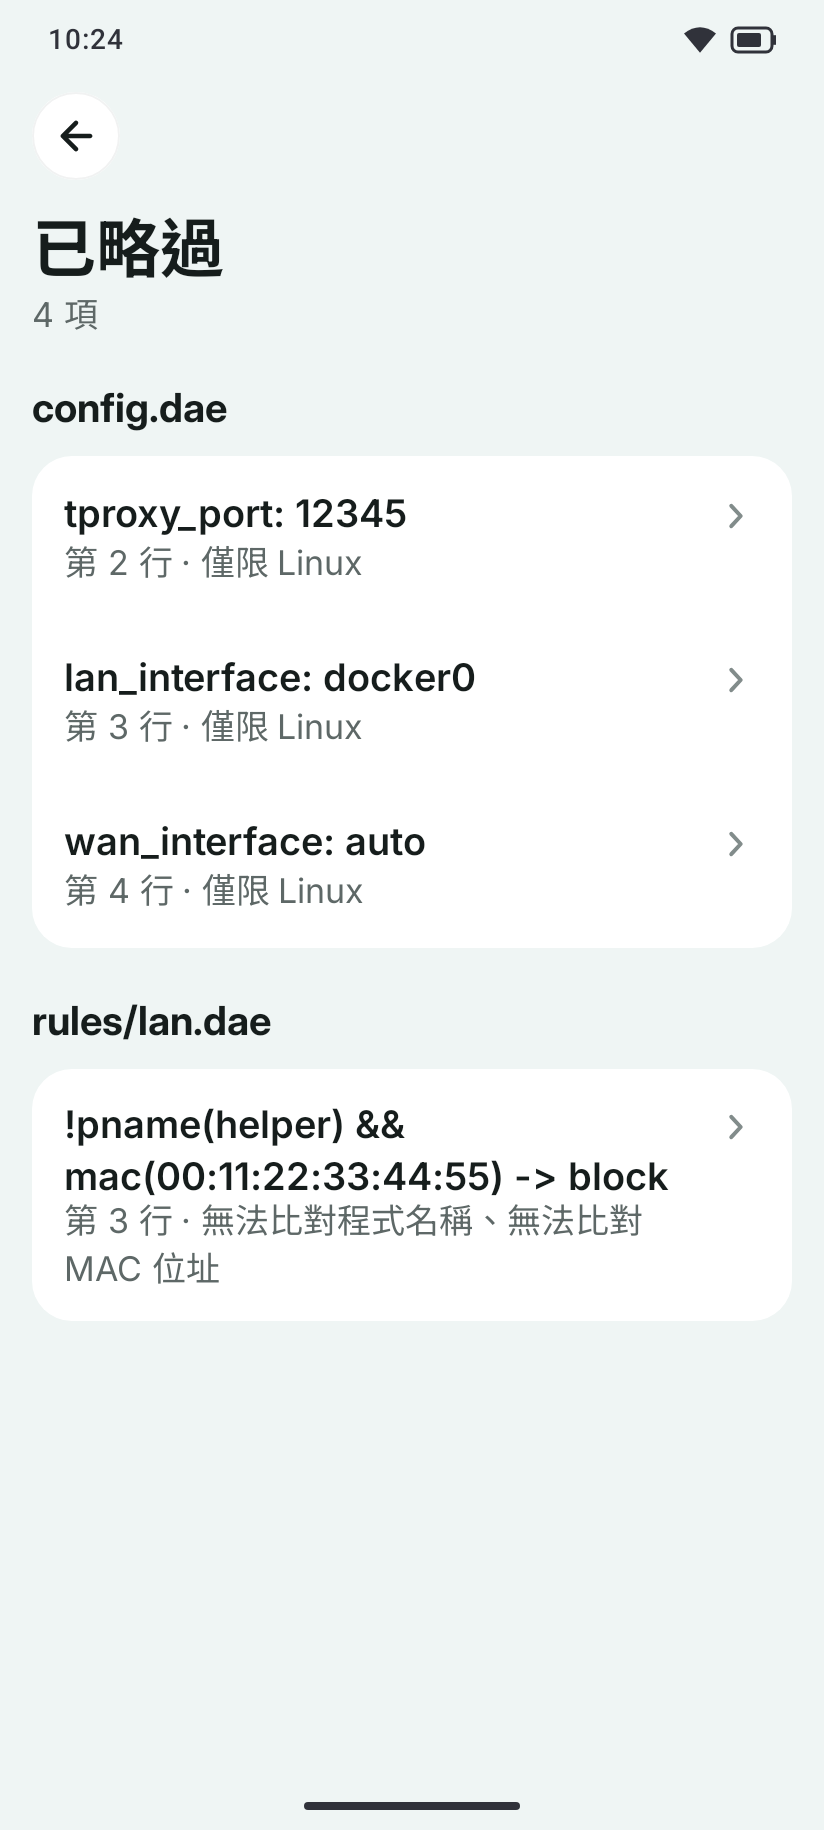 10:24
已略過
4 項
config.dae
tproxy_port: 12345
第 2 行 · 僅限 Linux
lan_interface: docker0
第 3 行 · 僅限 Linux
wan_interface: auto
第 4 行 · 僅限 Linux
rules/lan.dae
!pname(helper) &&
mac(00:11:22:33:44:55) -> block
第 3 行 · 無法比對程式名稱、無法比對
MAC 位址